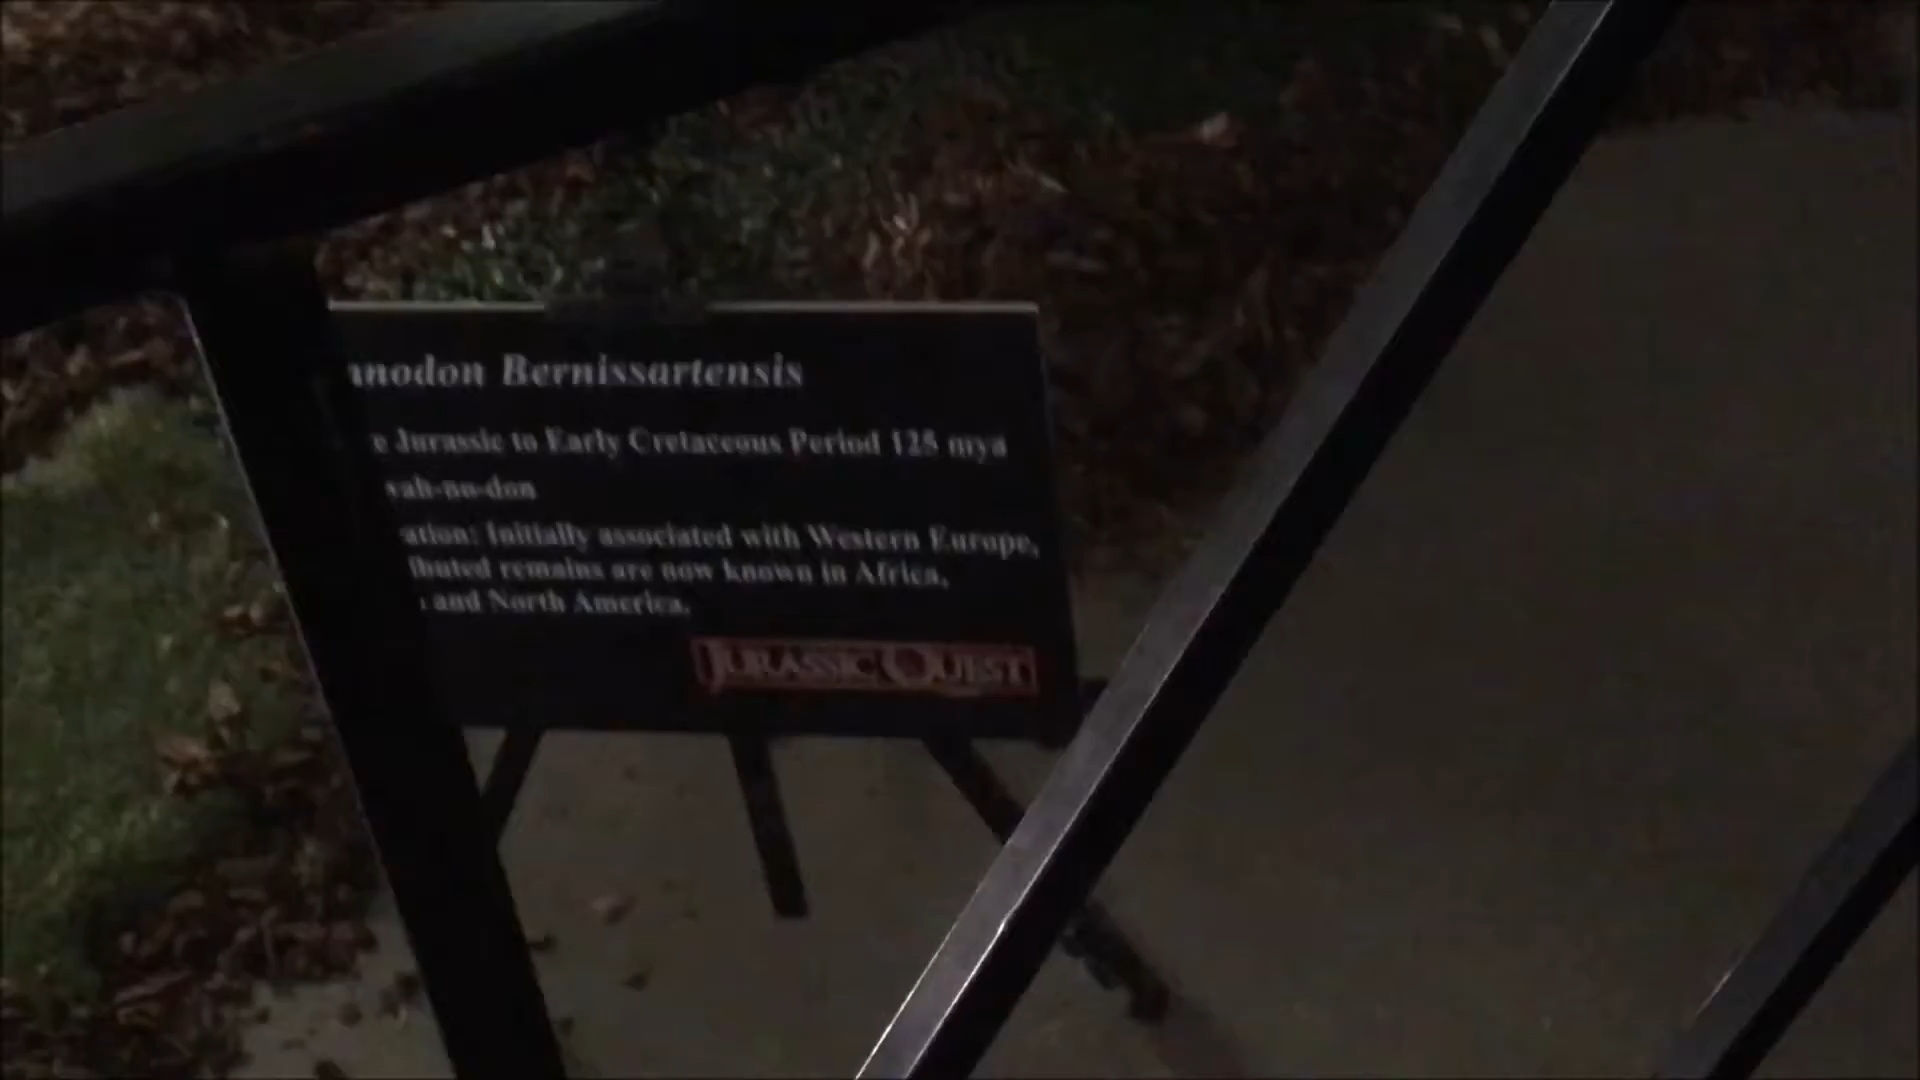 anodon Bernissartensis
e Jurassic to Early Cretaceous Period 125 mya
vah-no-don
ation: Initially associated with Western Europe,
ibuted remains are now known in Africa,
and North America.
JURASSIC QUEST